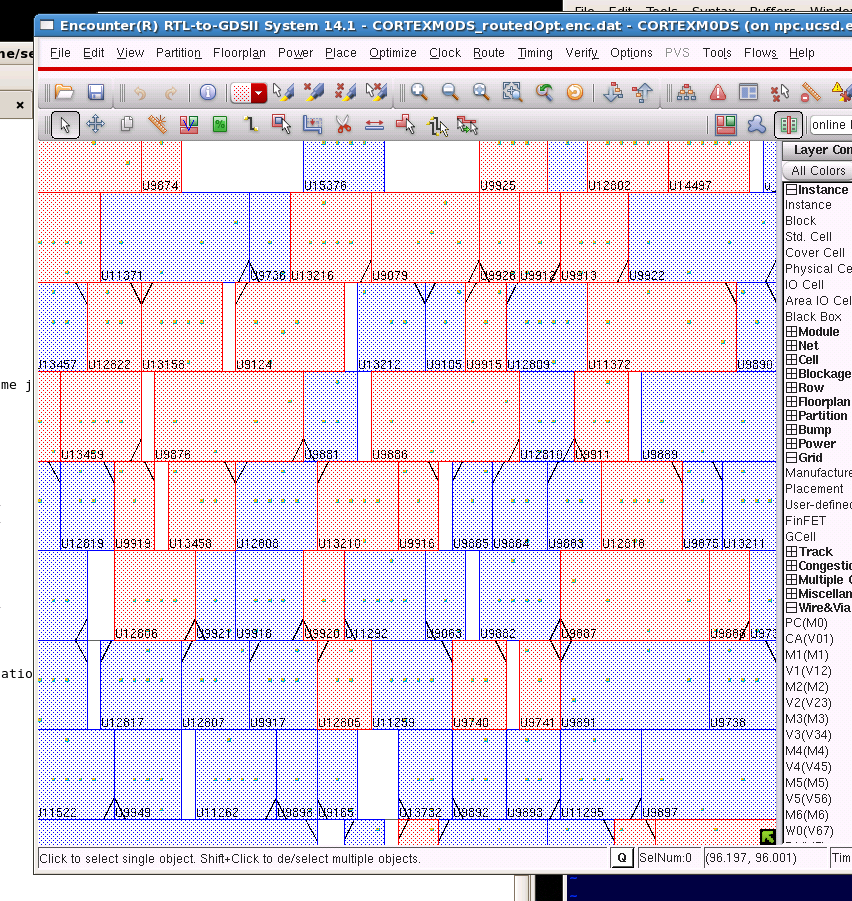 File Edit Tools Syntax Buffers Window
Encounter(R) RTL-to-GDSII System 14.1 - CORTEXM0DS_routedOpt.enc.dat - CORTEXM0DS (on npc.ucsd.e
ne/se
File Edit View Partition Floorplan Power Place Optimize Clock Route Timing Verify Options PVS Tools Flows Help
online
Layer Con
All Colors
Instance
Instance
Block
Std. Cell
Cover Cell
Physical Ce
IO Cell
Area IO Cel
Black Box
Module
Net
Cell
Blockage
Row
Floorplan
Partition
Bump
Power
Grid
Manufacture
Placement
User-define
FinFET
GCell
Track
Congestio
Multiple
Miscellan
Wire&Via
PC(M0)
CA(V01)
M1(M1)
V1(V12)
M2(M2)
V2(V23)
M3(M3)
V3(V34)
M4(M4)
V4(V45)
M5(M5)
V5(V56)
M6(M6)
W0(V67)
U9874 U15376 U9925 U12802 U14497
U11371 U9736 U13216 U9079 U9926 U9912 U9913 U9922
J13457 U12822 U13156 U9124 U13212 U9105 U9915 U12809 U11372 U9890
me j
U13459 U9876 U9881 U9886 U12810 U9911 U9889
U12819 U9919 U13458 U12808 U13210 U9916 U9885 U9884 U9883 U12818 U9875 U13211
U12806 U9921 U9918 U9920 U11292 U9063 U9882 U9887 U9888 U973
atio
U12817 U12807 U9917 U12805 U11259 U9740 U9741 U9891 U9738
J11522 U9949 U11262 U9898 U9165 U13732 U9892 U9893 U11295 U9897
Click to select single object. Shift+Click to de/select multiple objects. Q SelNum:0 (96.197, 96.001) Tim